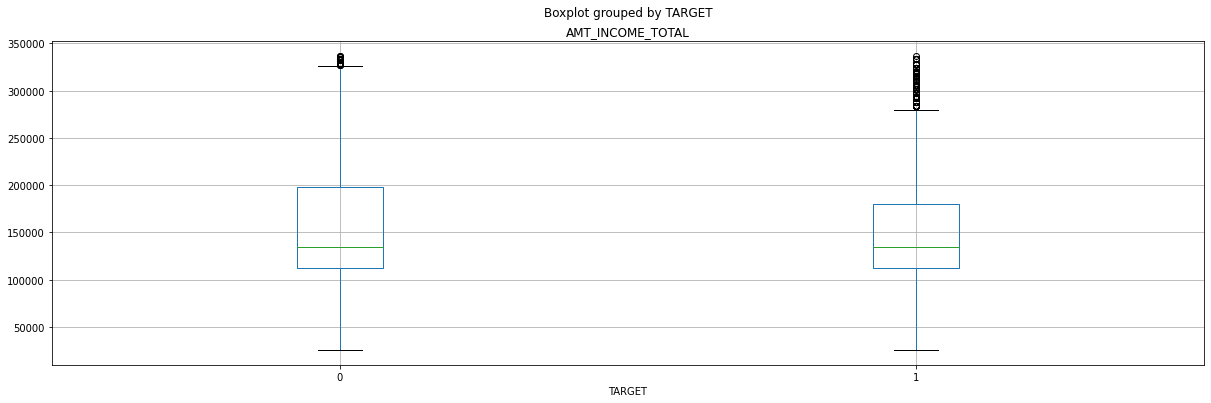 Boxplot grouped by TARGET
AMT_INCOME_TOTAL
350000
300000
250000
200000
150000
100000
50000
0 1
TARGET